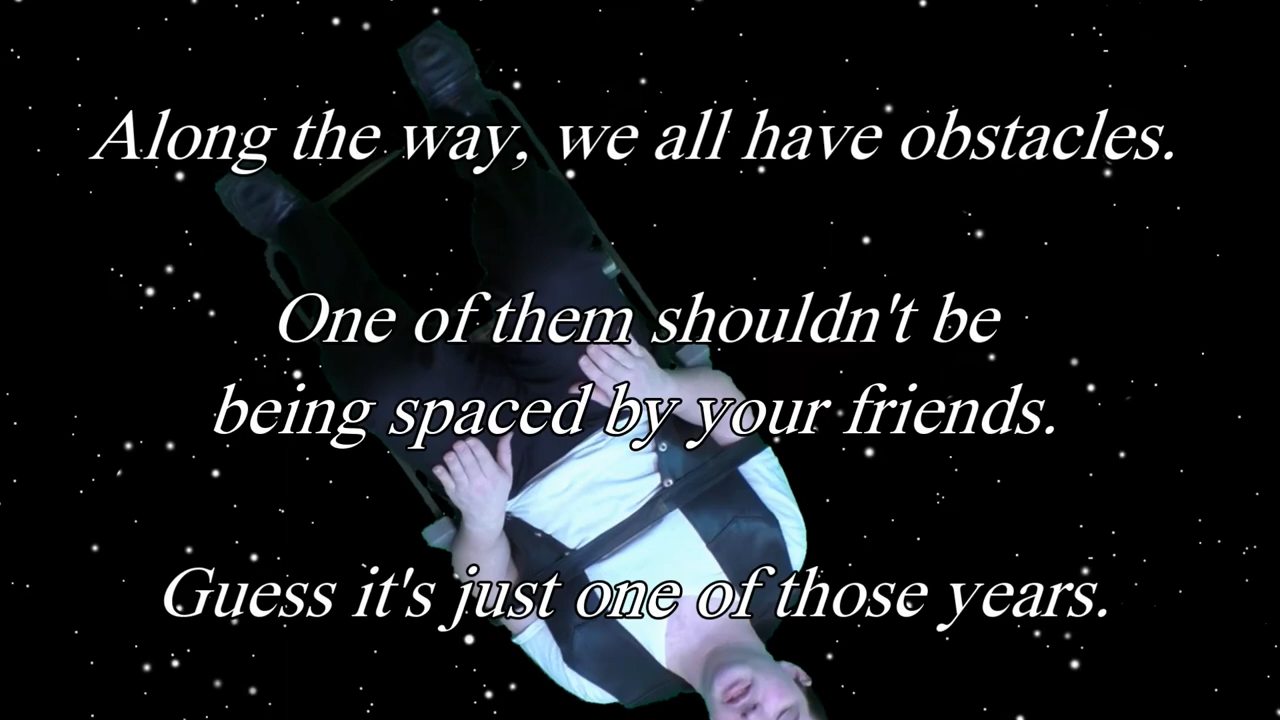 Along the way, we all have obstacles.
One of them shouldn't be
being spaced by your friends.
Guess it's just one of those years.